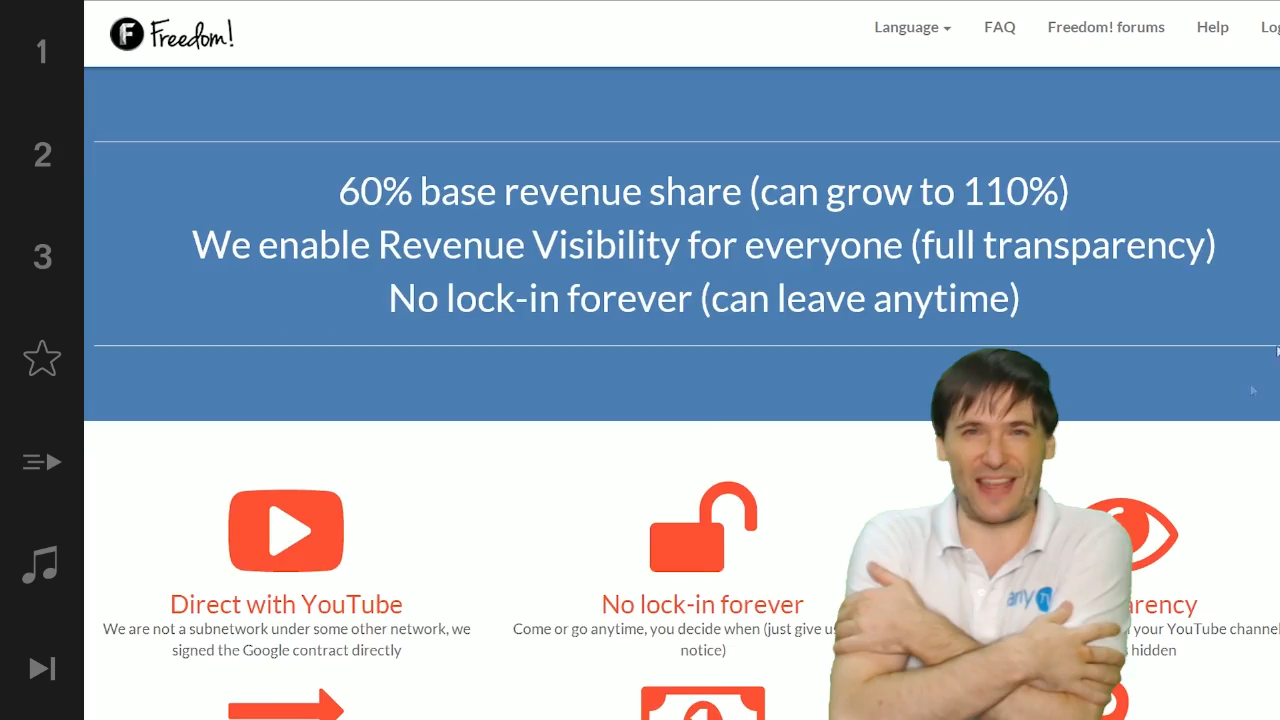 1
2
3
F Freedom!
Language
FAQ
Freedom! forums
Help
60% base revenue share (can grow to 110%)
We enable Revenue Visibility for everyone (full transparency)
No lock-in forever (can leave anytime)
Direct with YouTube
We are not a subnetwork under some other network, we
signed the Google contract directly
No lock-in forever
Come or go anytime, you decide when (just give
notice)
your YouTube channel
hidden
any TV
1